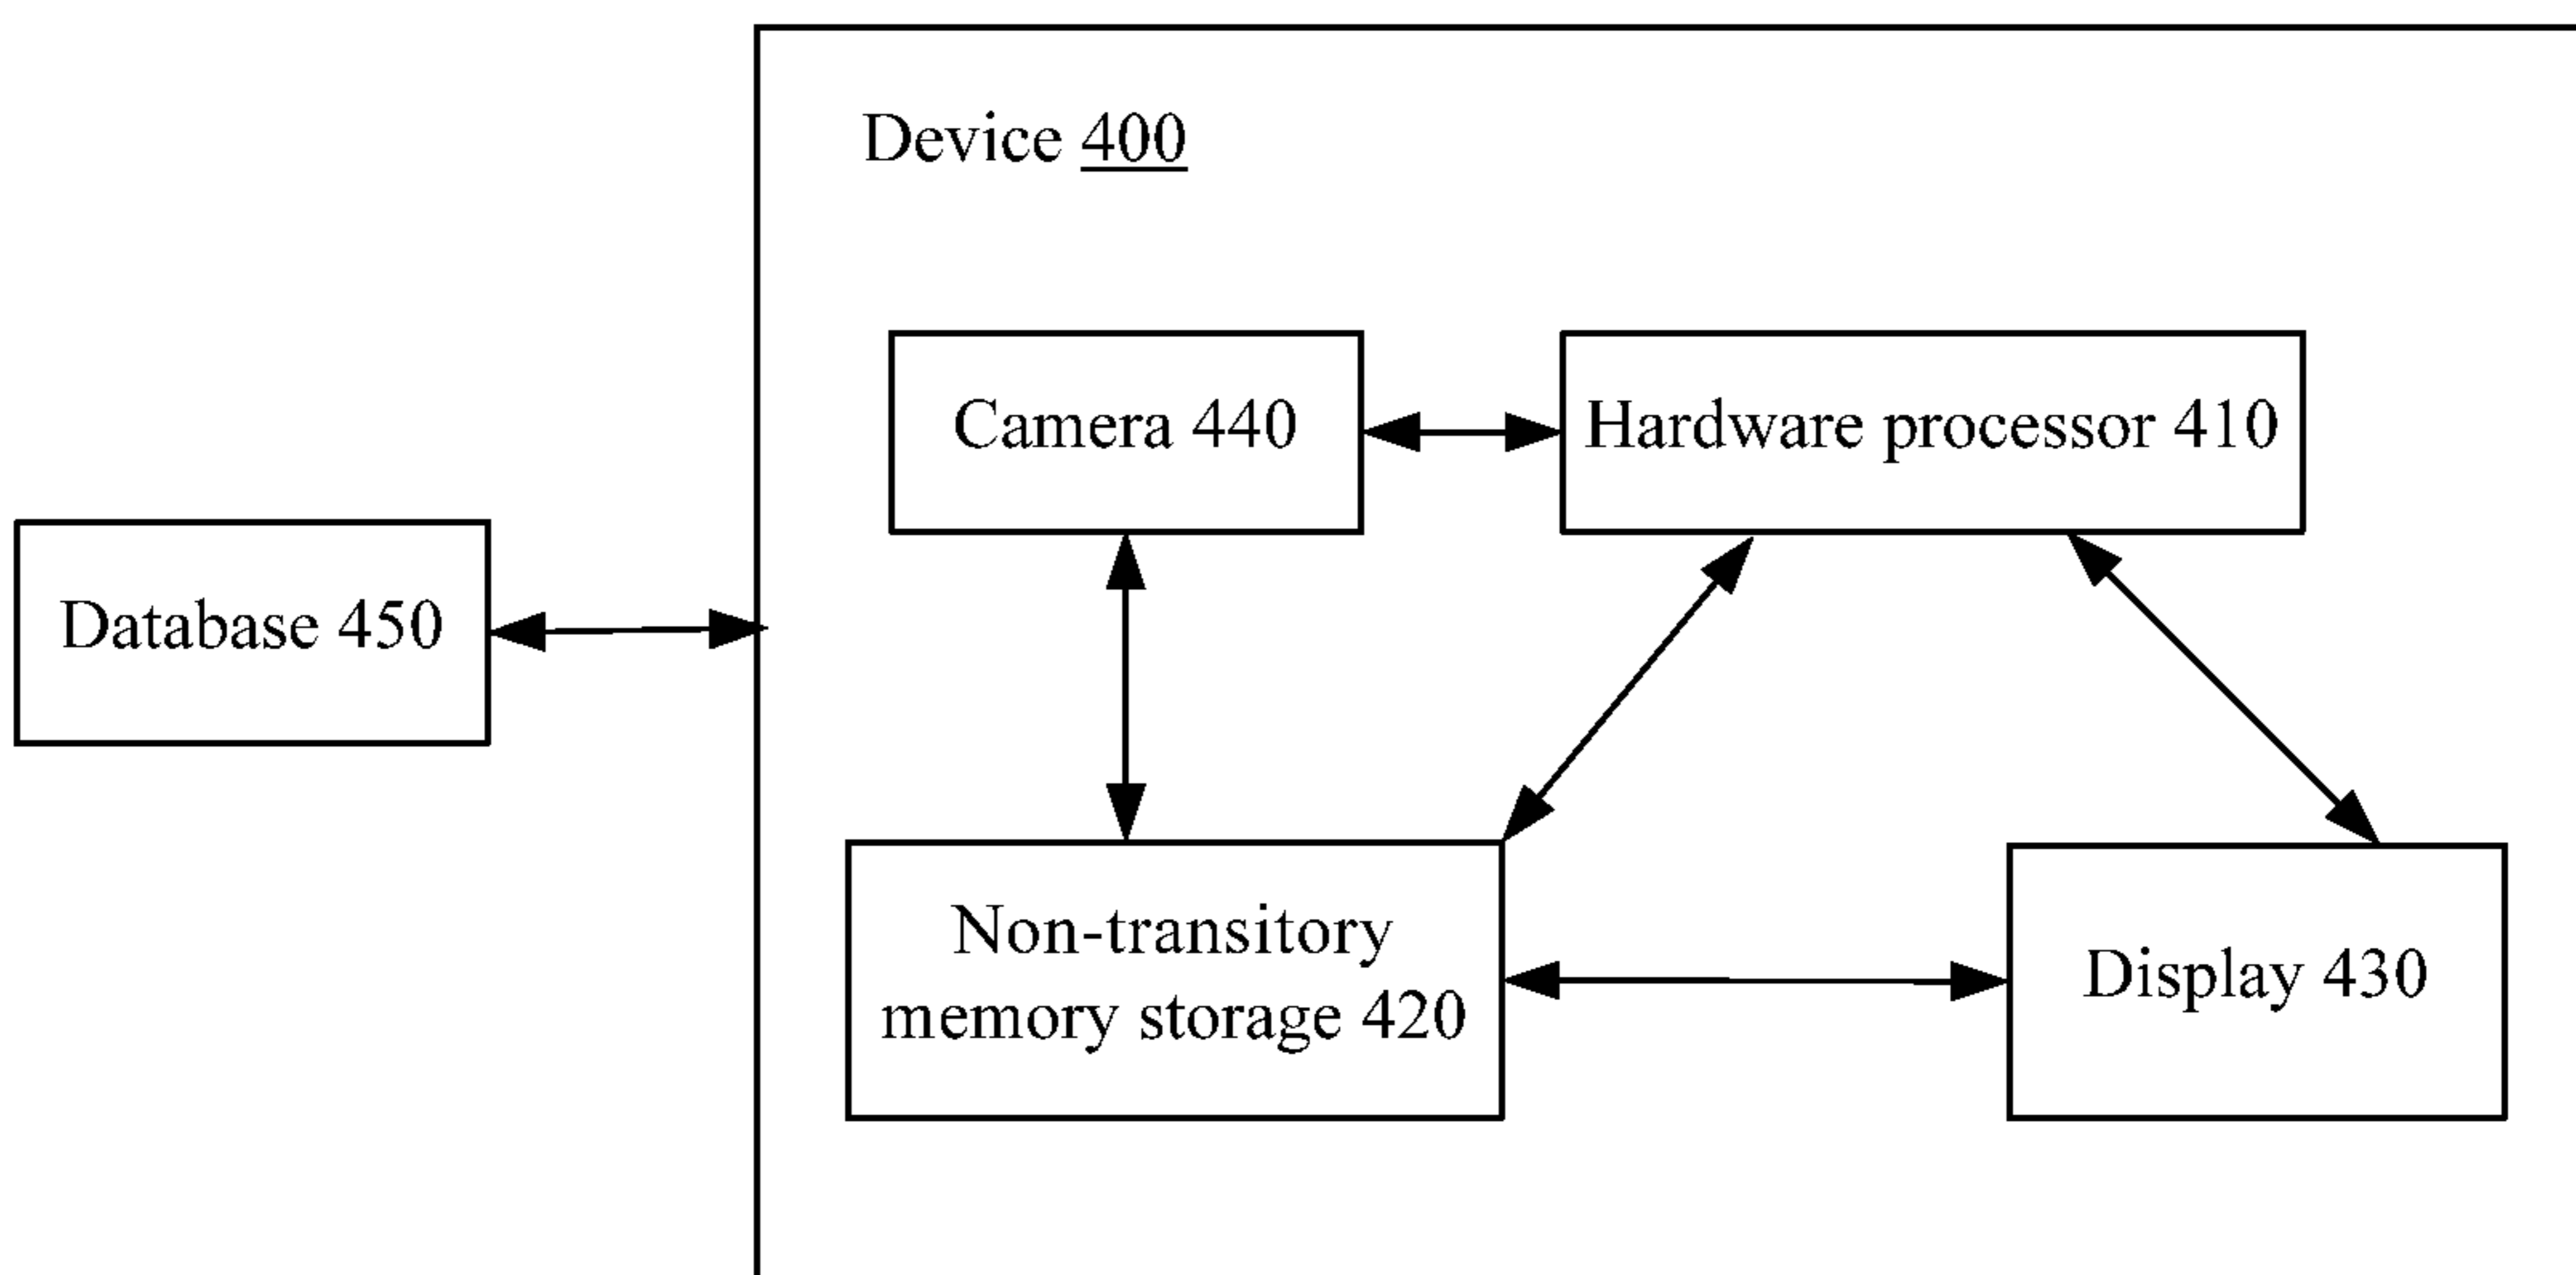 Device 400
Camera 440
Hardware processor 410
Database 450
Non-transitory
memory storage 420
Display 430